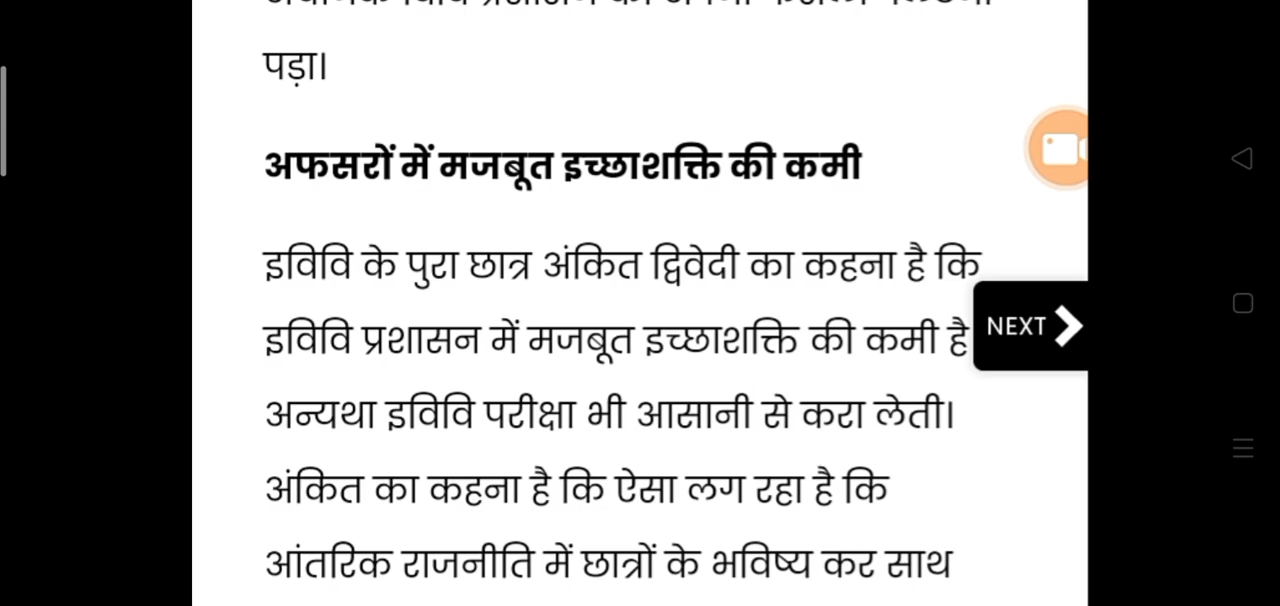 पड़ा।
अफसरों में मजबूत इच्छाशक्ति की कमी
इविवि के पुरा छात्र अंकित द्विवेदी का कहना है कि
इविवि प्रशासन में मजबूत इच्छाशक्ति की कमी है
NEXT
अन्यथा इविवि परीक्षा भी आसानी से करा लेती।
अंकित का कहना है कि ऐसा लग रहा है कि
आंतरिक राजनीति में छात्रों के भविष्य कर साथ